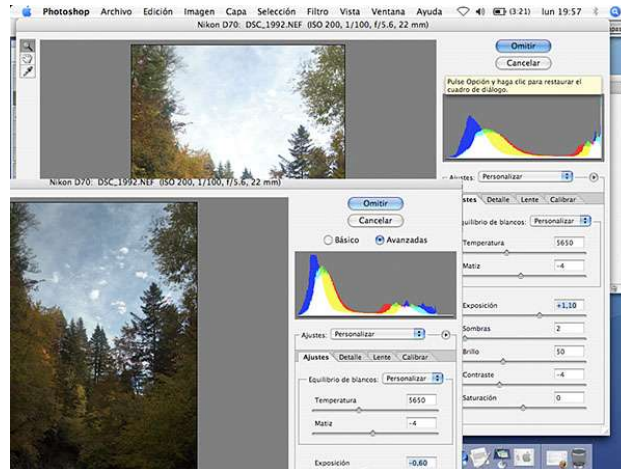 Photoshop Archivo Edición Imagen Capa Selección Filtro Vista Ventana Ayuda (3:21) lun 19:57
Nikon D70: DSC_1992.NEF (ISO 200, 1/100, f/5.6, 22 mm)
Omitir
Cancelar
Pulse Opción y haga clic para restaurar el
cuadro de diálogo.
Ajustes: Personalizar
Detalle Lente Calibrar
Personalizar
Temperatura 5650
Matiz -4
Exposición +1,10
Sombras 2
Brillo 50
Contraste -4
Saturación 0
Nikon D70: DSC_1992.NEF (ISO 200, 1/100, f/5.6, 22 mm)
Omitir
Cancelar
Básico Avanzadas
Ajustes: Personalizar
Ajustes Detalle Lente Calibrar
Equilibrio de blancos: Personalizar
Temperatura 5650
Matiz -4
Exposición -0,60